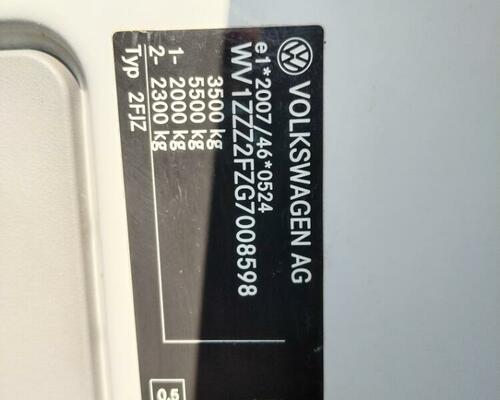 VOLKSWAGEN AG
e1*2007/46*0524
WV1ZZZ2FZG7008598
3500 kg
5500 kg
1- 2000 kg
2- 2300 kg
Typ 2FJZ
0.5